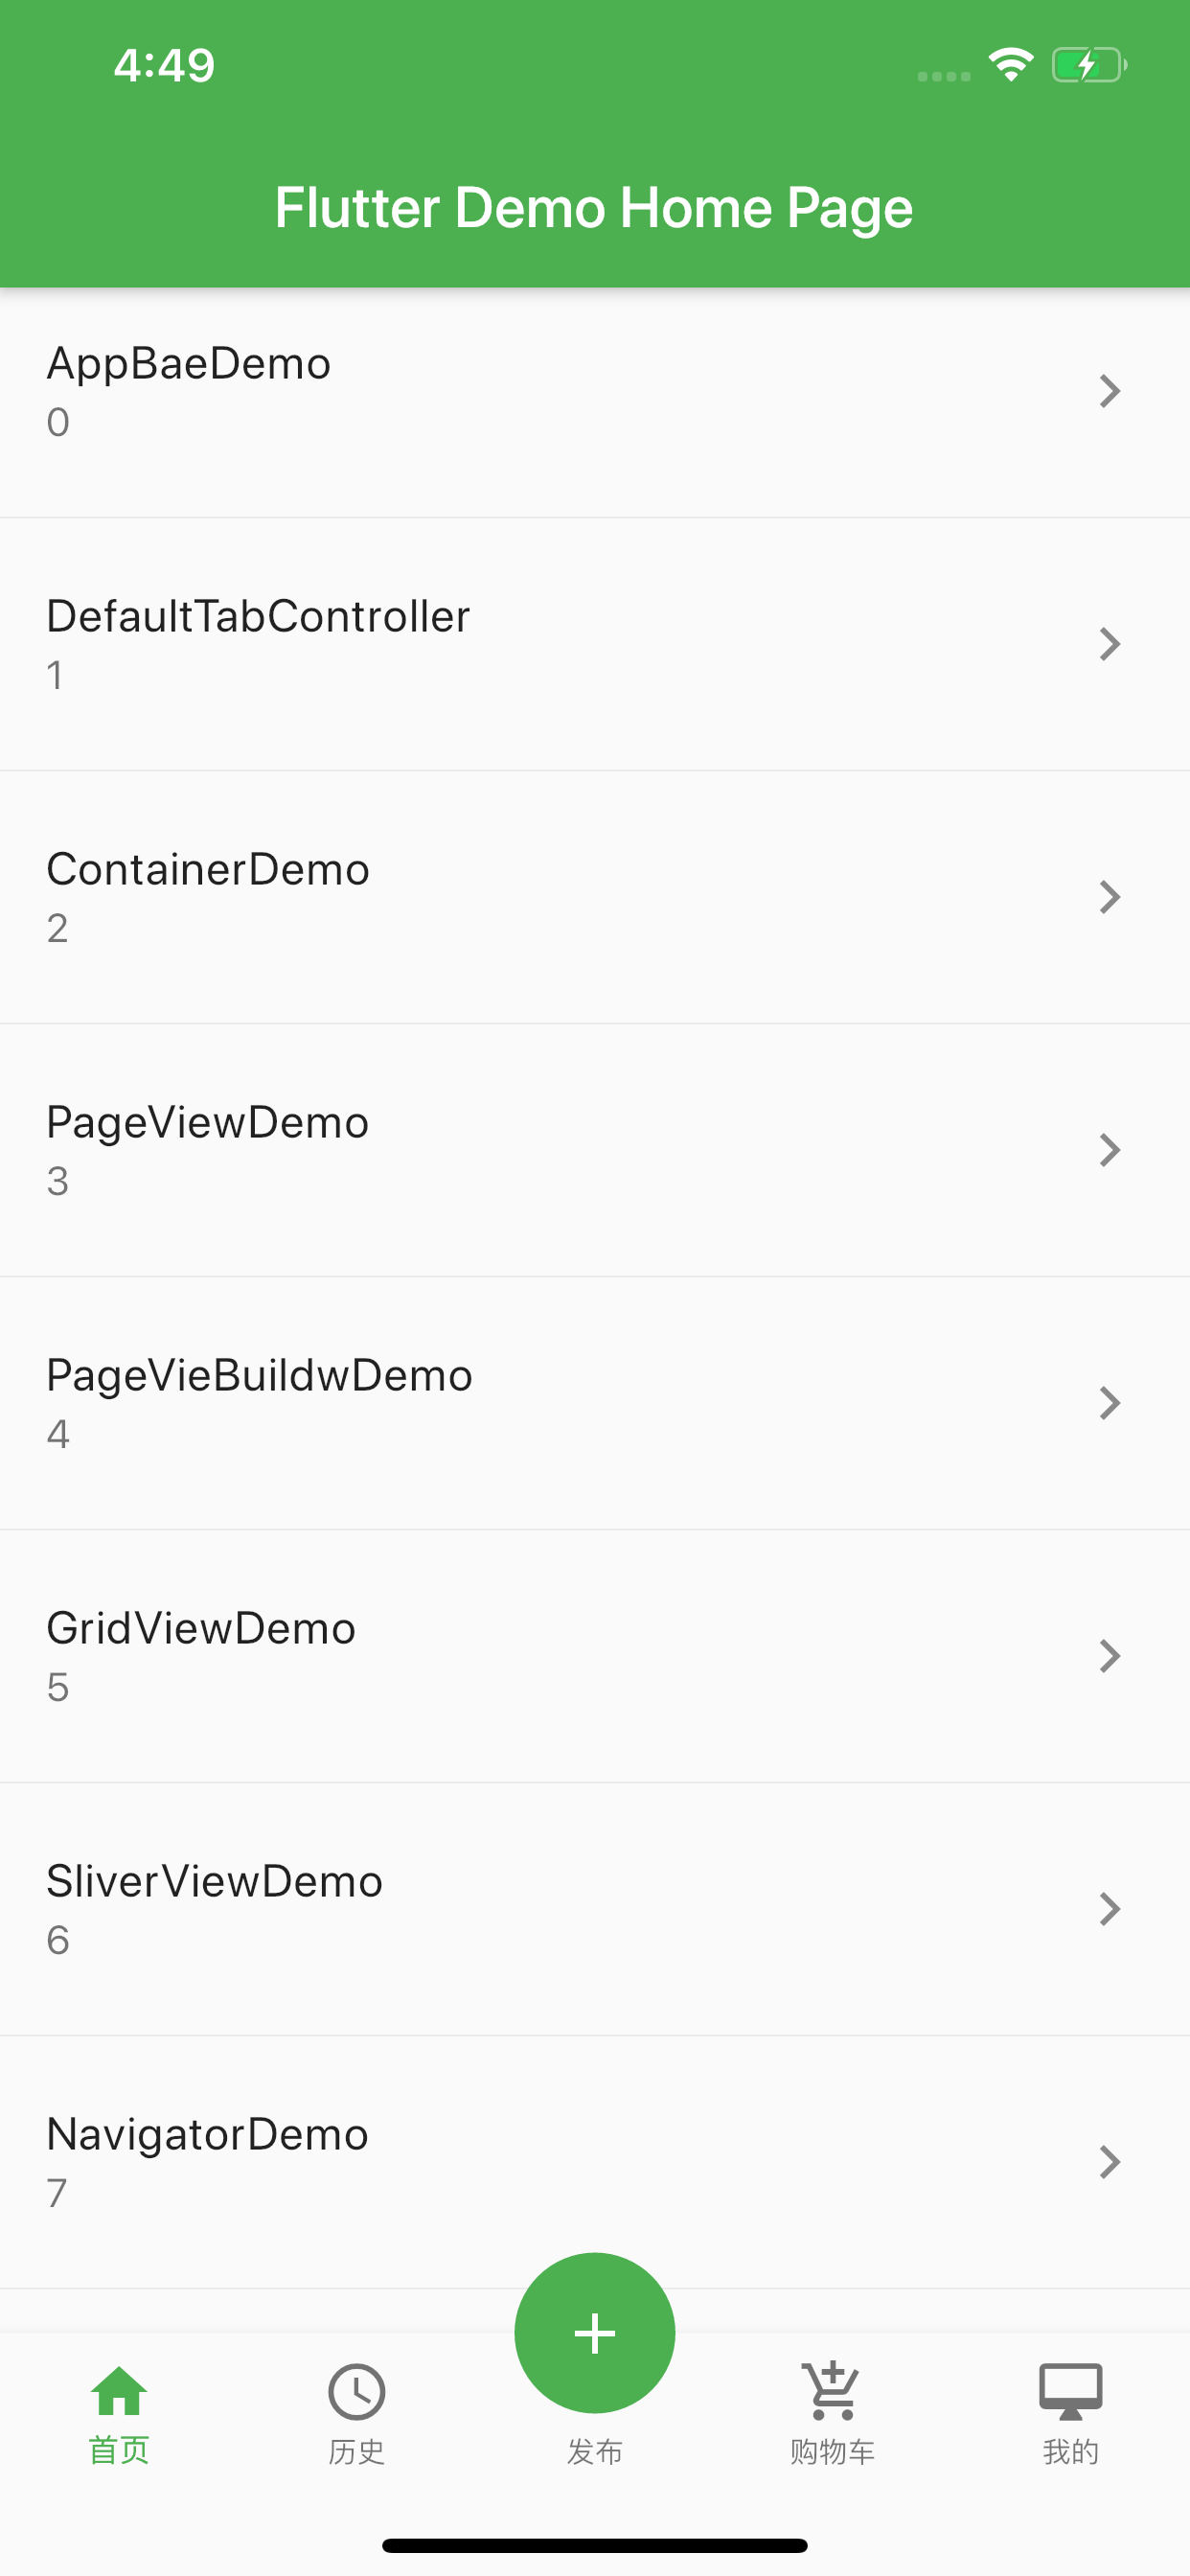 4:49
Flutter Demo Home Page
AppBaeDemo
0
DefaultTabController
1
ContainerDemo
2
PageViewDemo
3
PageVieBuildwDemo
4
GridViewDemo
5
SliverViewDemo
6
NavigatorDemo
7
首页 历史 发布 购物车 我的